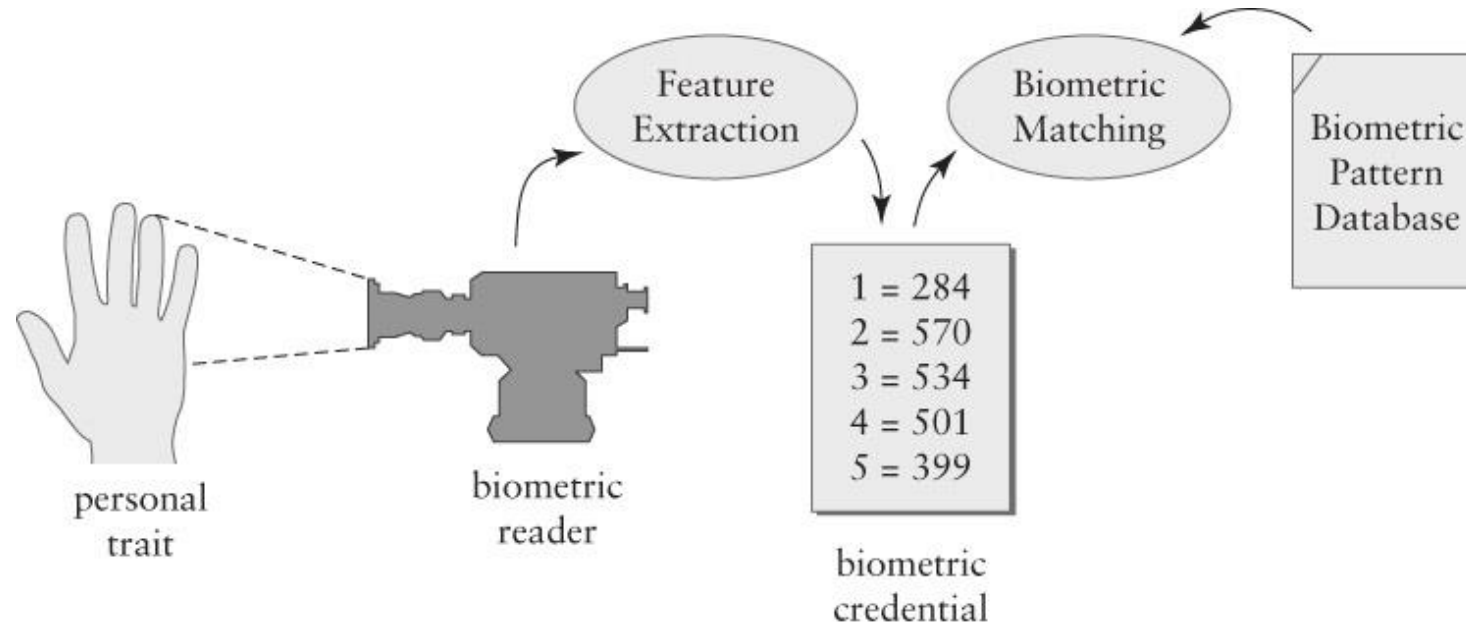 Feature
Extraction
Biometric
Matching
Biometric
Pattern
Database
1 = 284
2 = 570
3 = 534
4 = 501
5 = 399
personal
trait
biometric
reader
biometric
credential